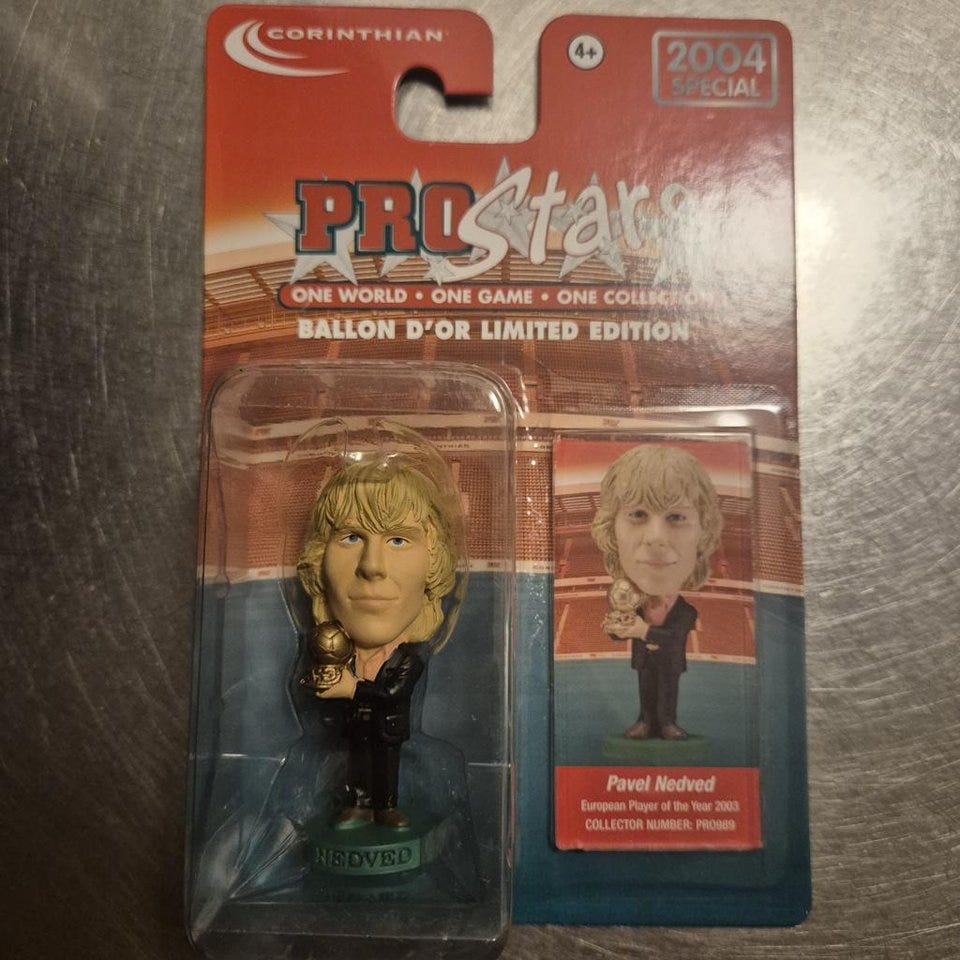 CORINTHIAN
4+
2004
SPECIAL
PROStars
ONE WORLD • ONE GAME • ONE COLLECTION
BALLON D'OR LIMITED EDITION
Pavel Nedved
European Player of the Year 2003
COLLECTOR NUMBER: PRO989
NEDVED